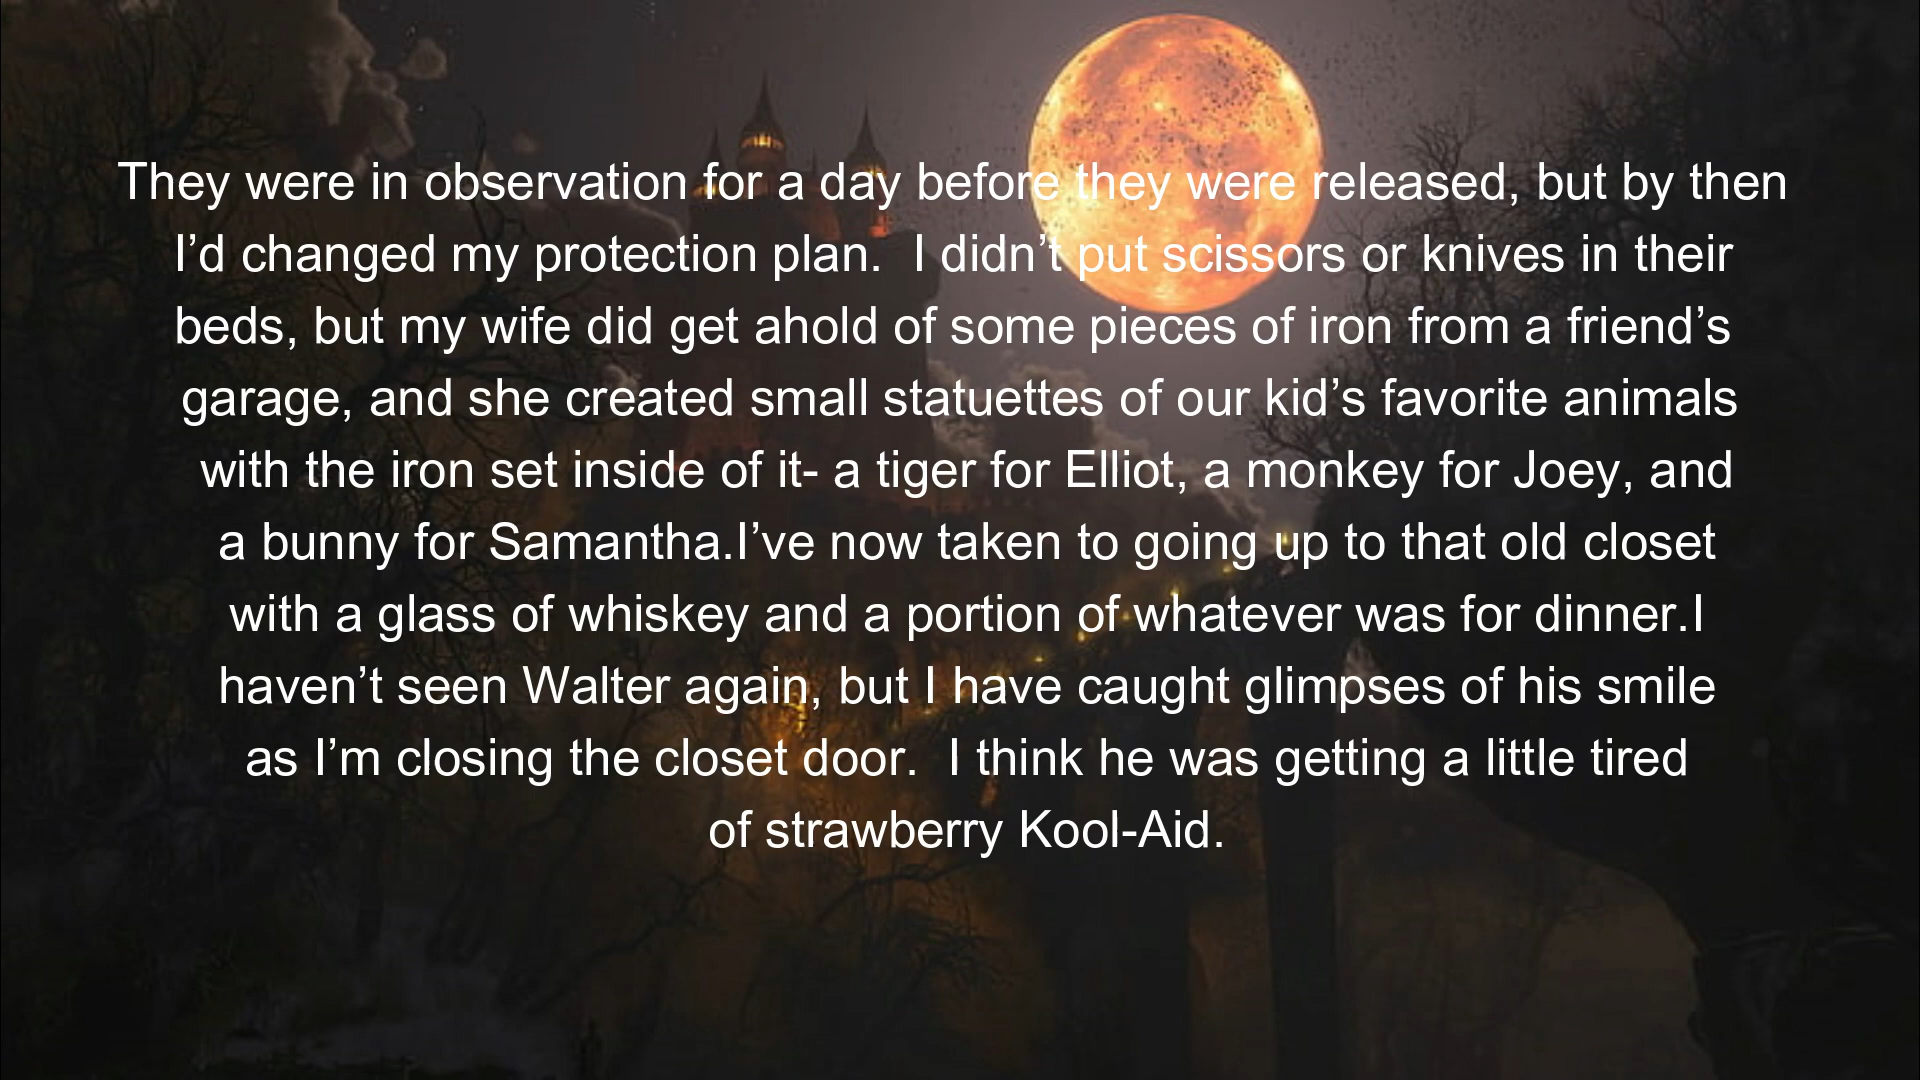 They were in observation for a day before they were released, but by then
I’d changed my protection plan.  I didn’t put scissors or knives in their
beds, but my wife did get ahold of some pieces of iron from a friend’s
garage, and she created small statuettes of our kid’s favorite animals
with the iron set inside of it- a tiger for Elliot, a monkey for Joey, and
a bunny for Samantha.I’ve now taken to going up to that old closet
with a glass of whiskey and a portion of whatever was for dinner.I
haven’t seen Walter again, but I have caught glimpses of his smile
as I’m closing the closet door.  I think he was getting a little tired
of strawberry Kool-Aid.